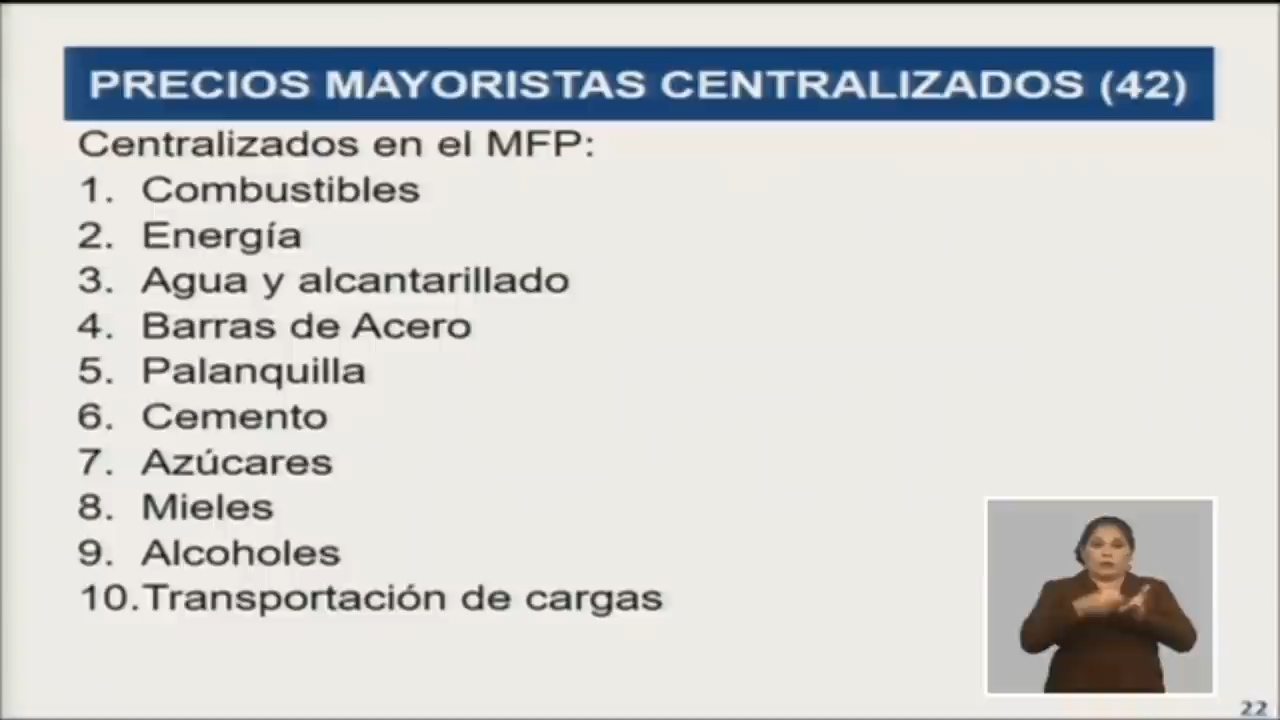 PRECIOS MAYORISTAS CENTRALIZADOS (42)
Centralizados en el MFP:
1. Combustibles
2. Energía
3. Agua y alcantarillado
4. Barras de Acero
5. Palanquilla
6. Cemento
7. Azúcares
8. Mieles
9. Alcoholes
10.Transportación de cargas
22